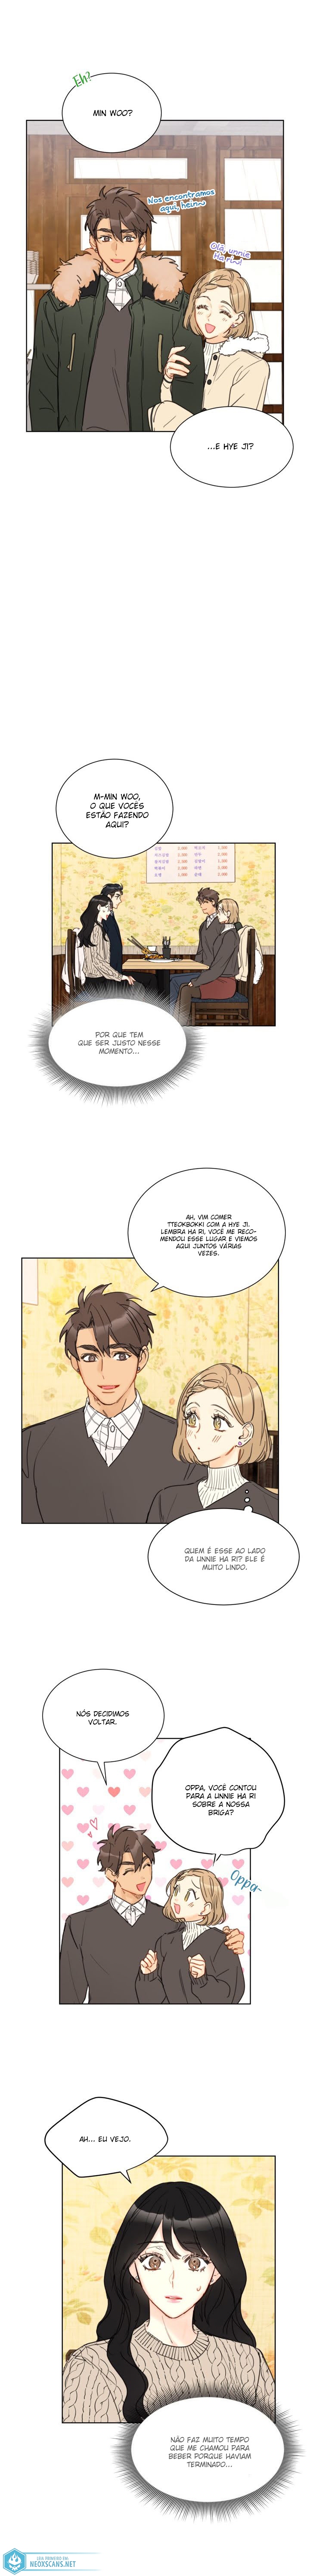 Eh?
MIN WOO?
Nos encontramos
aqui, hein~
Olá, unnie
Ha ri~!
...E HYE JI?
M-MIN WOO,
O QUE VOCÊS
ESTÃO FAZENDO
AQUI?
POR QUE TEM
QUE SER JUSTO NESSE
MOMENTO...
AH, VIM COMER
TTEOKBOKKI COM A HYE JI.
LEMBRA HA RI, VOCÊ ME RECO-
MENDOU ESSE LUGAR E VIEMOS
AQUI JUNTOS VÁRIAS
VEZES.
QUEM É ESSE AO LADO
DA UNNIE HA RI? ELE É
MUITO LINDO.
NÓS DECIDIMOS
VOLTAR.
OPPA, VOCÊ CONTOU
PARA A UNNIE HA RI
SOBRE A NOSSA
BRIGA?
Oppa~
AH... EU VEJO.
NÃO FAZ MUITO TEMPO
QUE ME CHAMOU PARA
BEBER PORQUE HAVIAM
TERMINADO...
LEIA PRIMEIRO EM
NEOXSCANS.NET